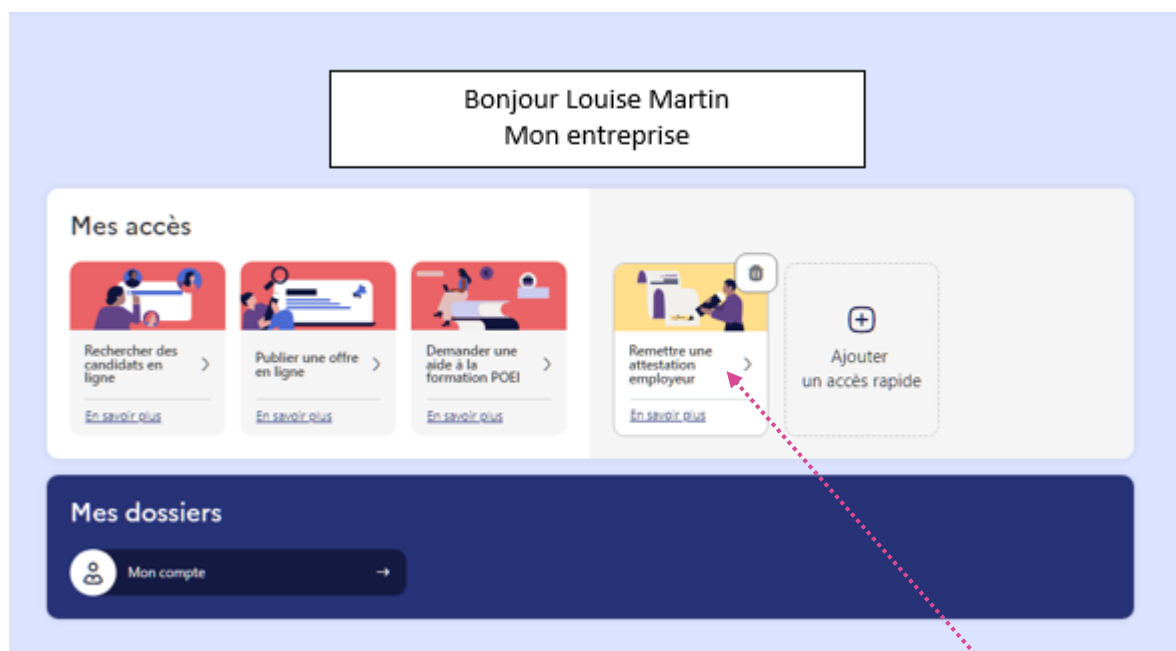 Bonjour Louise Martin
Mon entreprise
Mes accès
Rechercher des
candidats en
ligne
En savoir plus
Publier une offre
en ligne
En savoir plus
Demander une
aide à la
formation POEI
En savoir plus
Remettre une
attestation
employeur
En savoir plus
Ajouter
un accès rapide
Mes dossiers
Mon compte